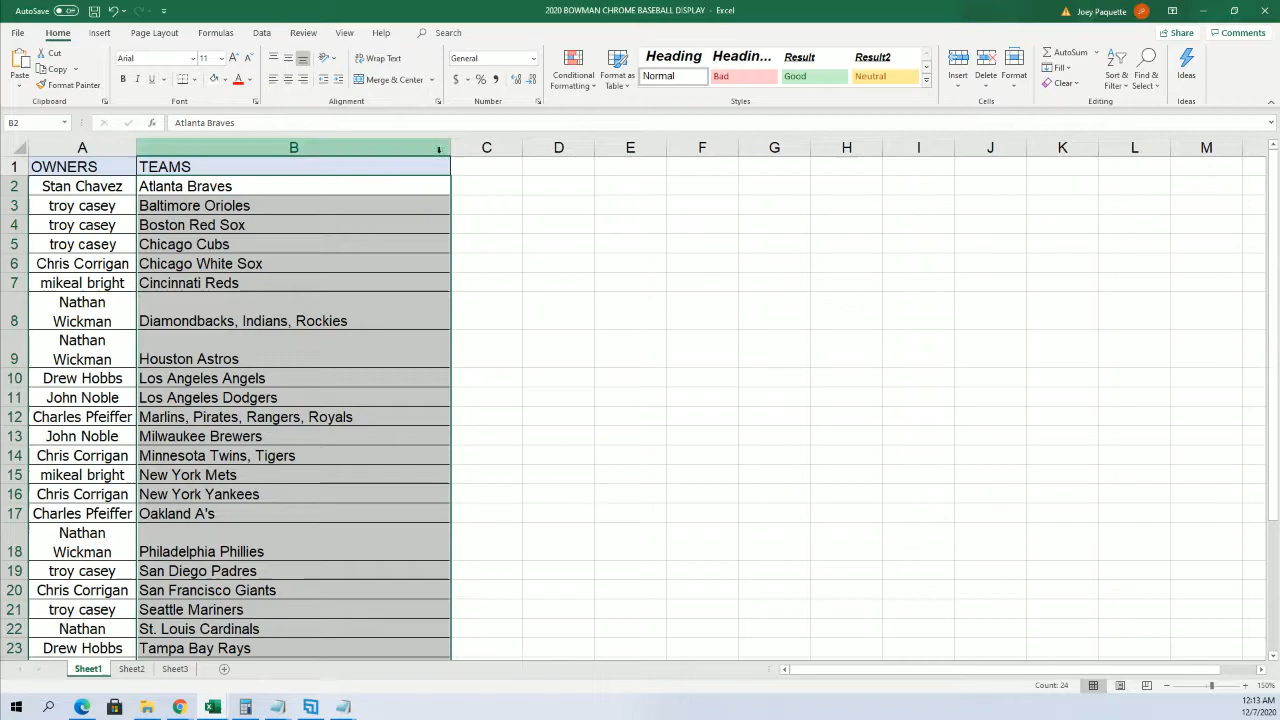 AutoSave Off
2020 BOWMAN CHROME BASEBALL DISPLAY - Excel
Joey Paquette
File Home Insert Page Layout Formulas Data Review View Help Search
Share Comments
Paste
Cut
Copy
Format Painter
Clipboard
Arial 11
B I U
Font
Wrap Text
Merge & Center
Alignment
General
$ % ,
Number
Conditional Formatting
Format as Table
Heading Headin... Result Result2
Normal Bad Good Neutral
Styles
Insert Delete Format
Cells
AutoSum
Fill
Clear
Sort & Filter
Find & Select
Editing
Ideas
Ideas
B2 fx Atlanta Braves
A B C D E F G H I J K L M
1 OWNERS TEAMS
2 Stan Chavez Atlanta Braves
3 troy casey Baltimore Orioles
4 troy casey Boston Red Sox
5 troy casey Chicago Cubs
6 Chris Corrigan Chicago White Sox
7 mikeal bright Cincinnati Reds
8 Nathan Wickman Diamondbacks, Indians, Rockies
9 Nathan Wickman Houston Astros
10 Drew Hobbs Los Angeles Angels
11 John Noble Los Angeles Dodgers
12 Charles Pfeiffer Marlins, Pirates, Rangers, Royals
13 John Noble Milwaukee Brewers
14 Chris Corrigan Minnesota Twins, Tigers
15 mikeal bright New York Mets
16 Chris Corrigan New York Yankees
17 Charles Pfeiffer Oakland A's
18 Nathan Wickman Philadelphia Phillies
19 troy casey San Diego Padres
20 Chris Corrigan San Francisco Giants
21 troy casey Seattle Mariners
22 Nathan St. Louis Cardinals
23 Drew Hobbs Tampa Bay Rays
Sheet1 Sheet2 Sheet3
Count: 24 150%
12:13 AM
12/7/2020